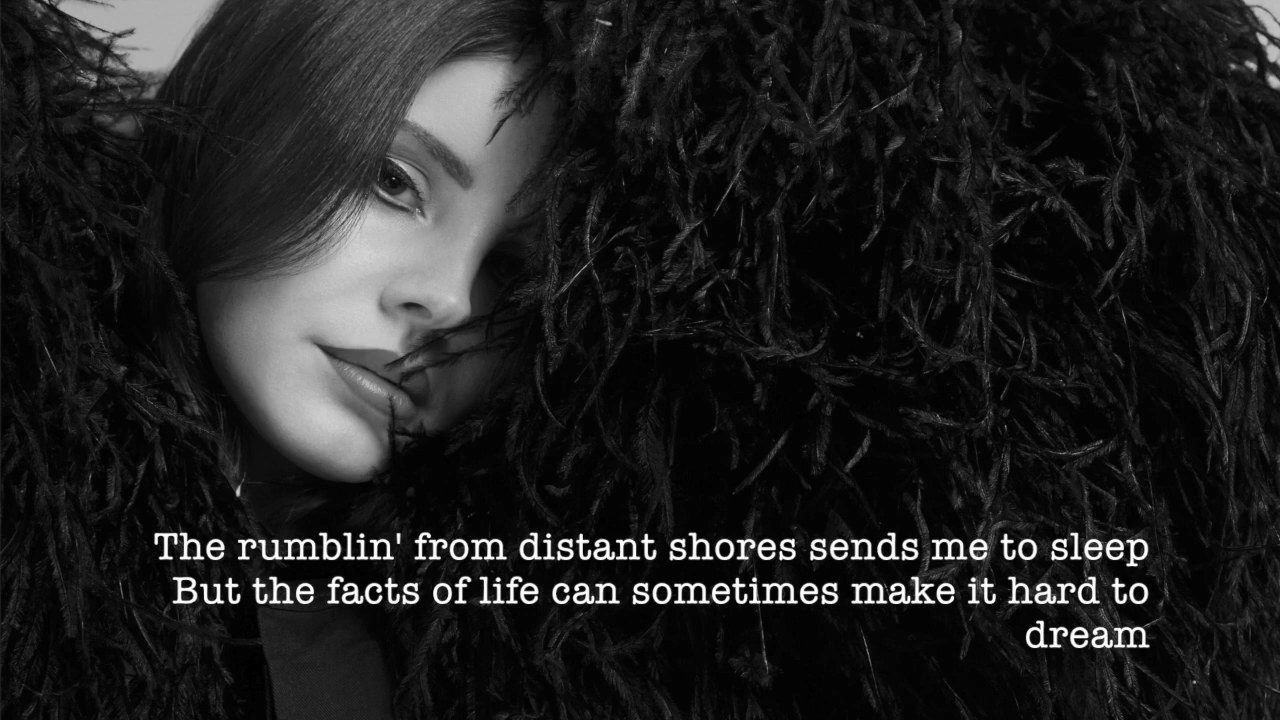 The rumblin' from distant shores sends me to sleep
But the facts of life can sometimes make it hard to
dream